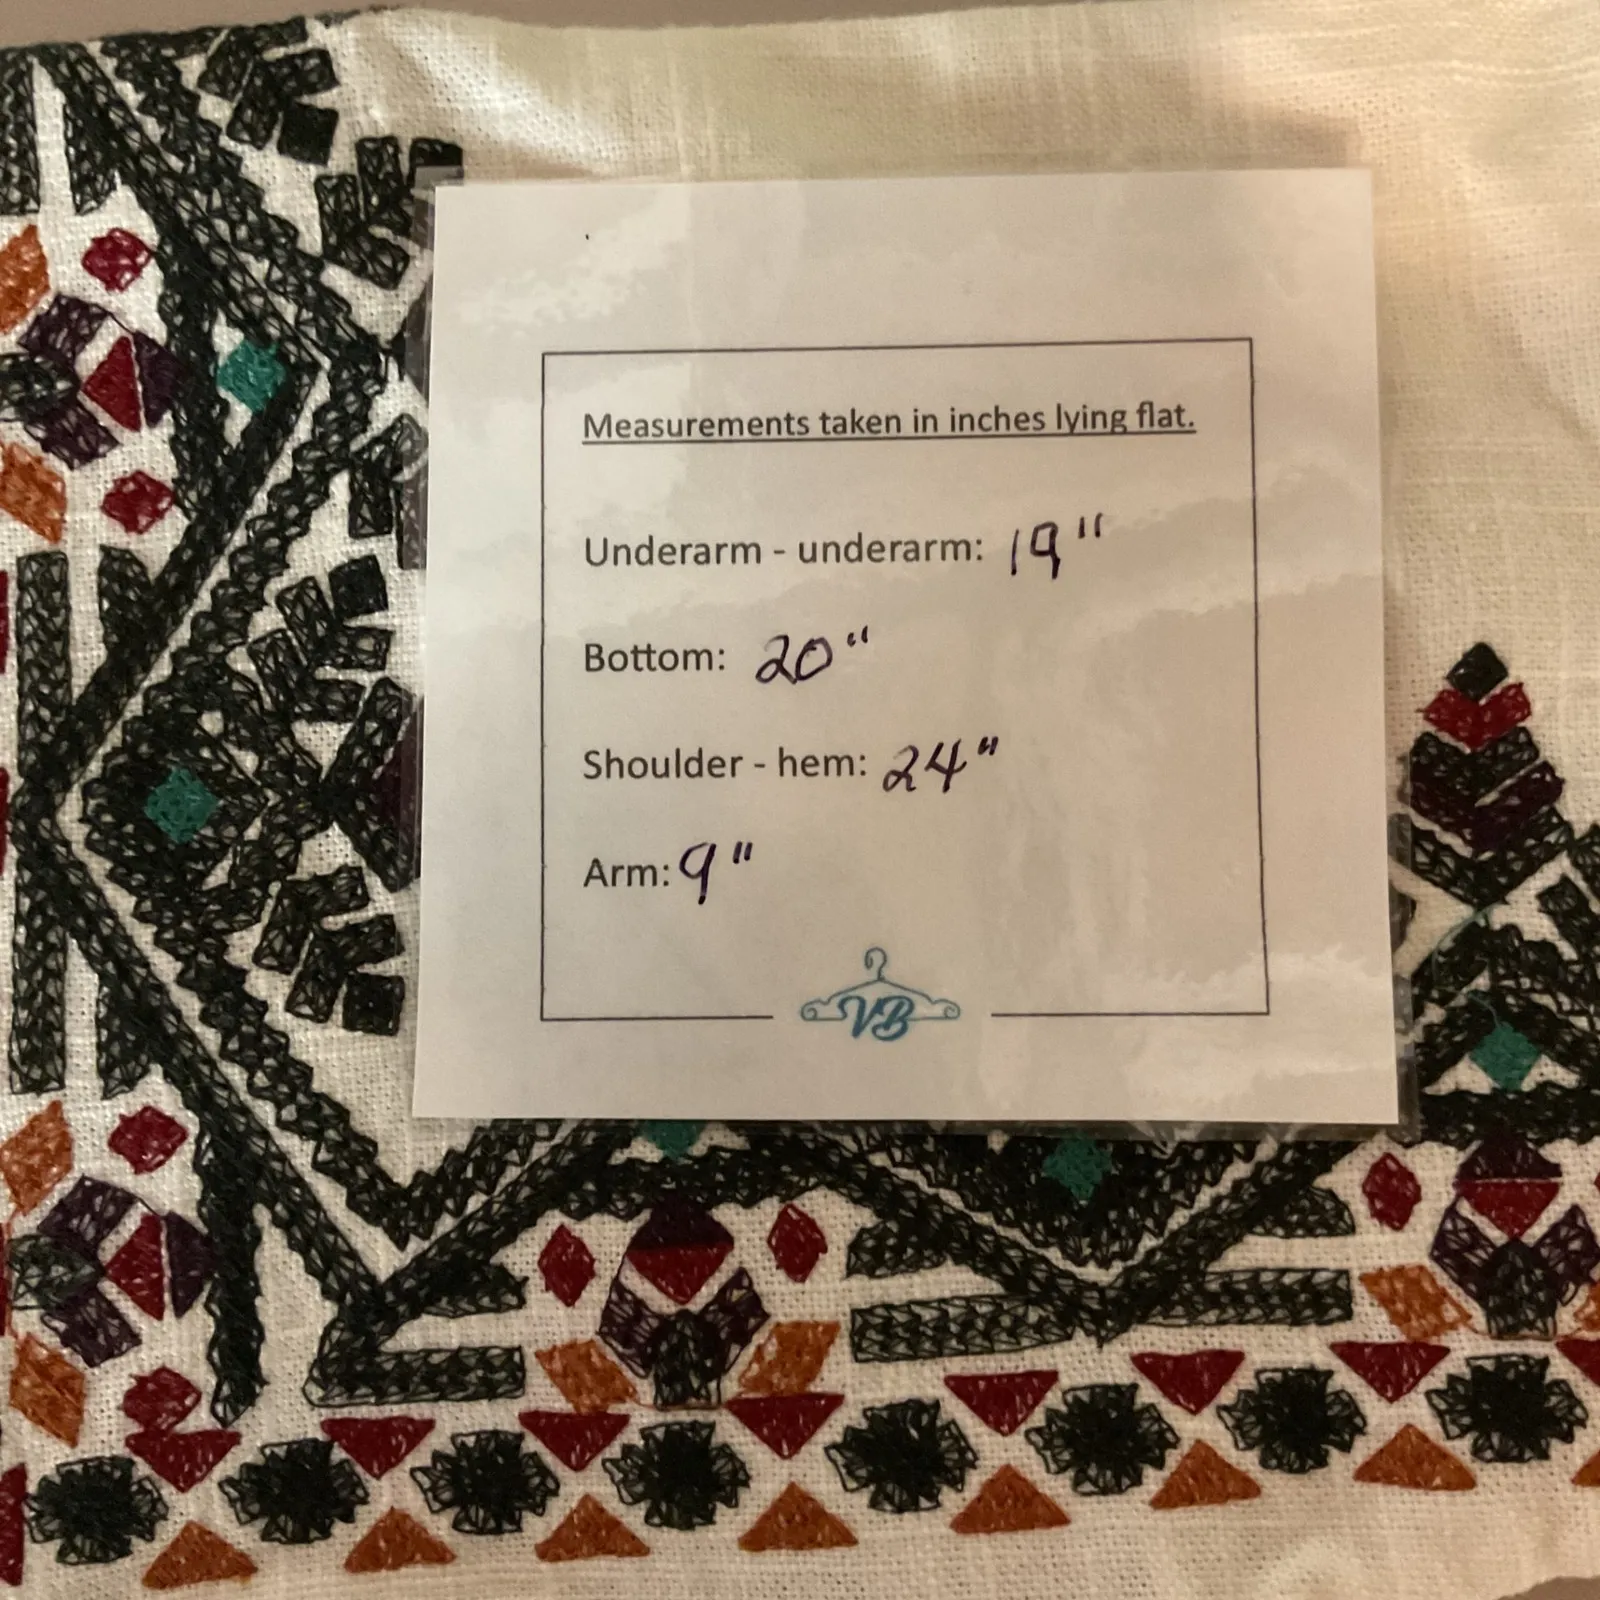 Measurements taken in inches lying flat.
Underarm - underarm: 19"
Bottom: 20"
Shoulder - hem: 24"
Arm: 9"
VB